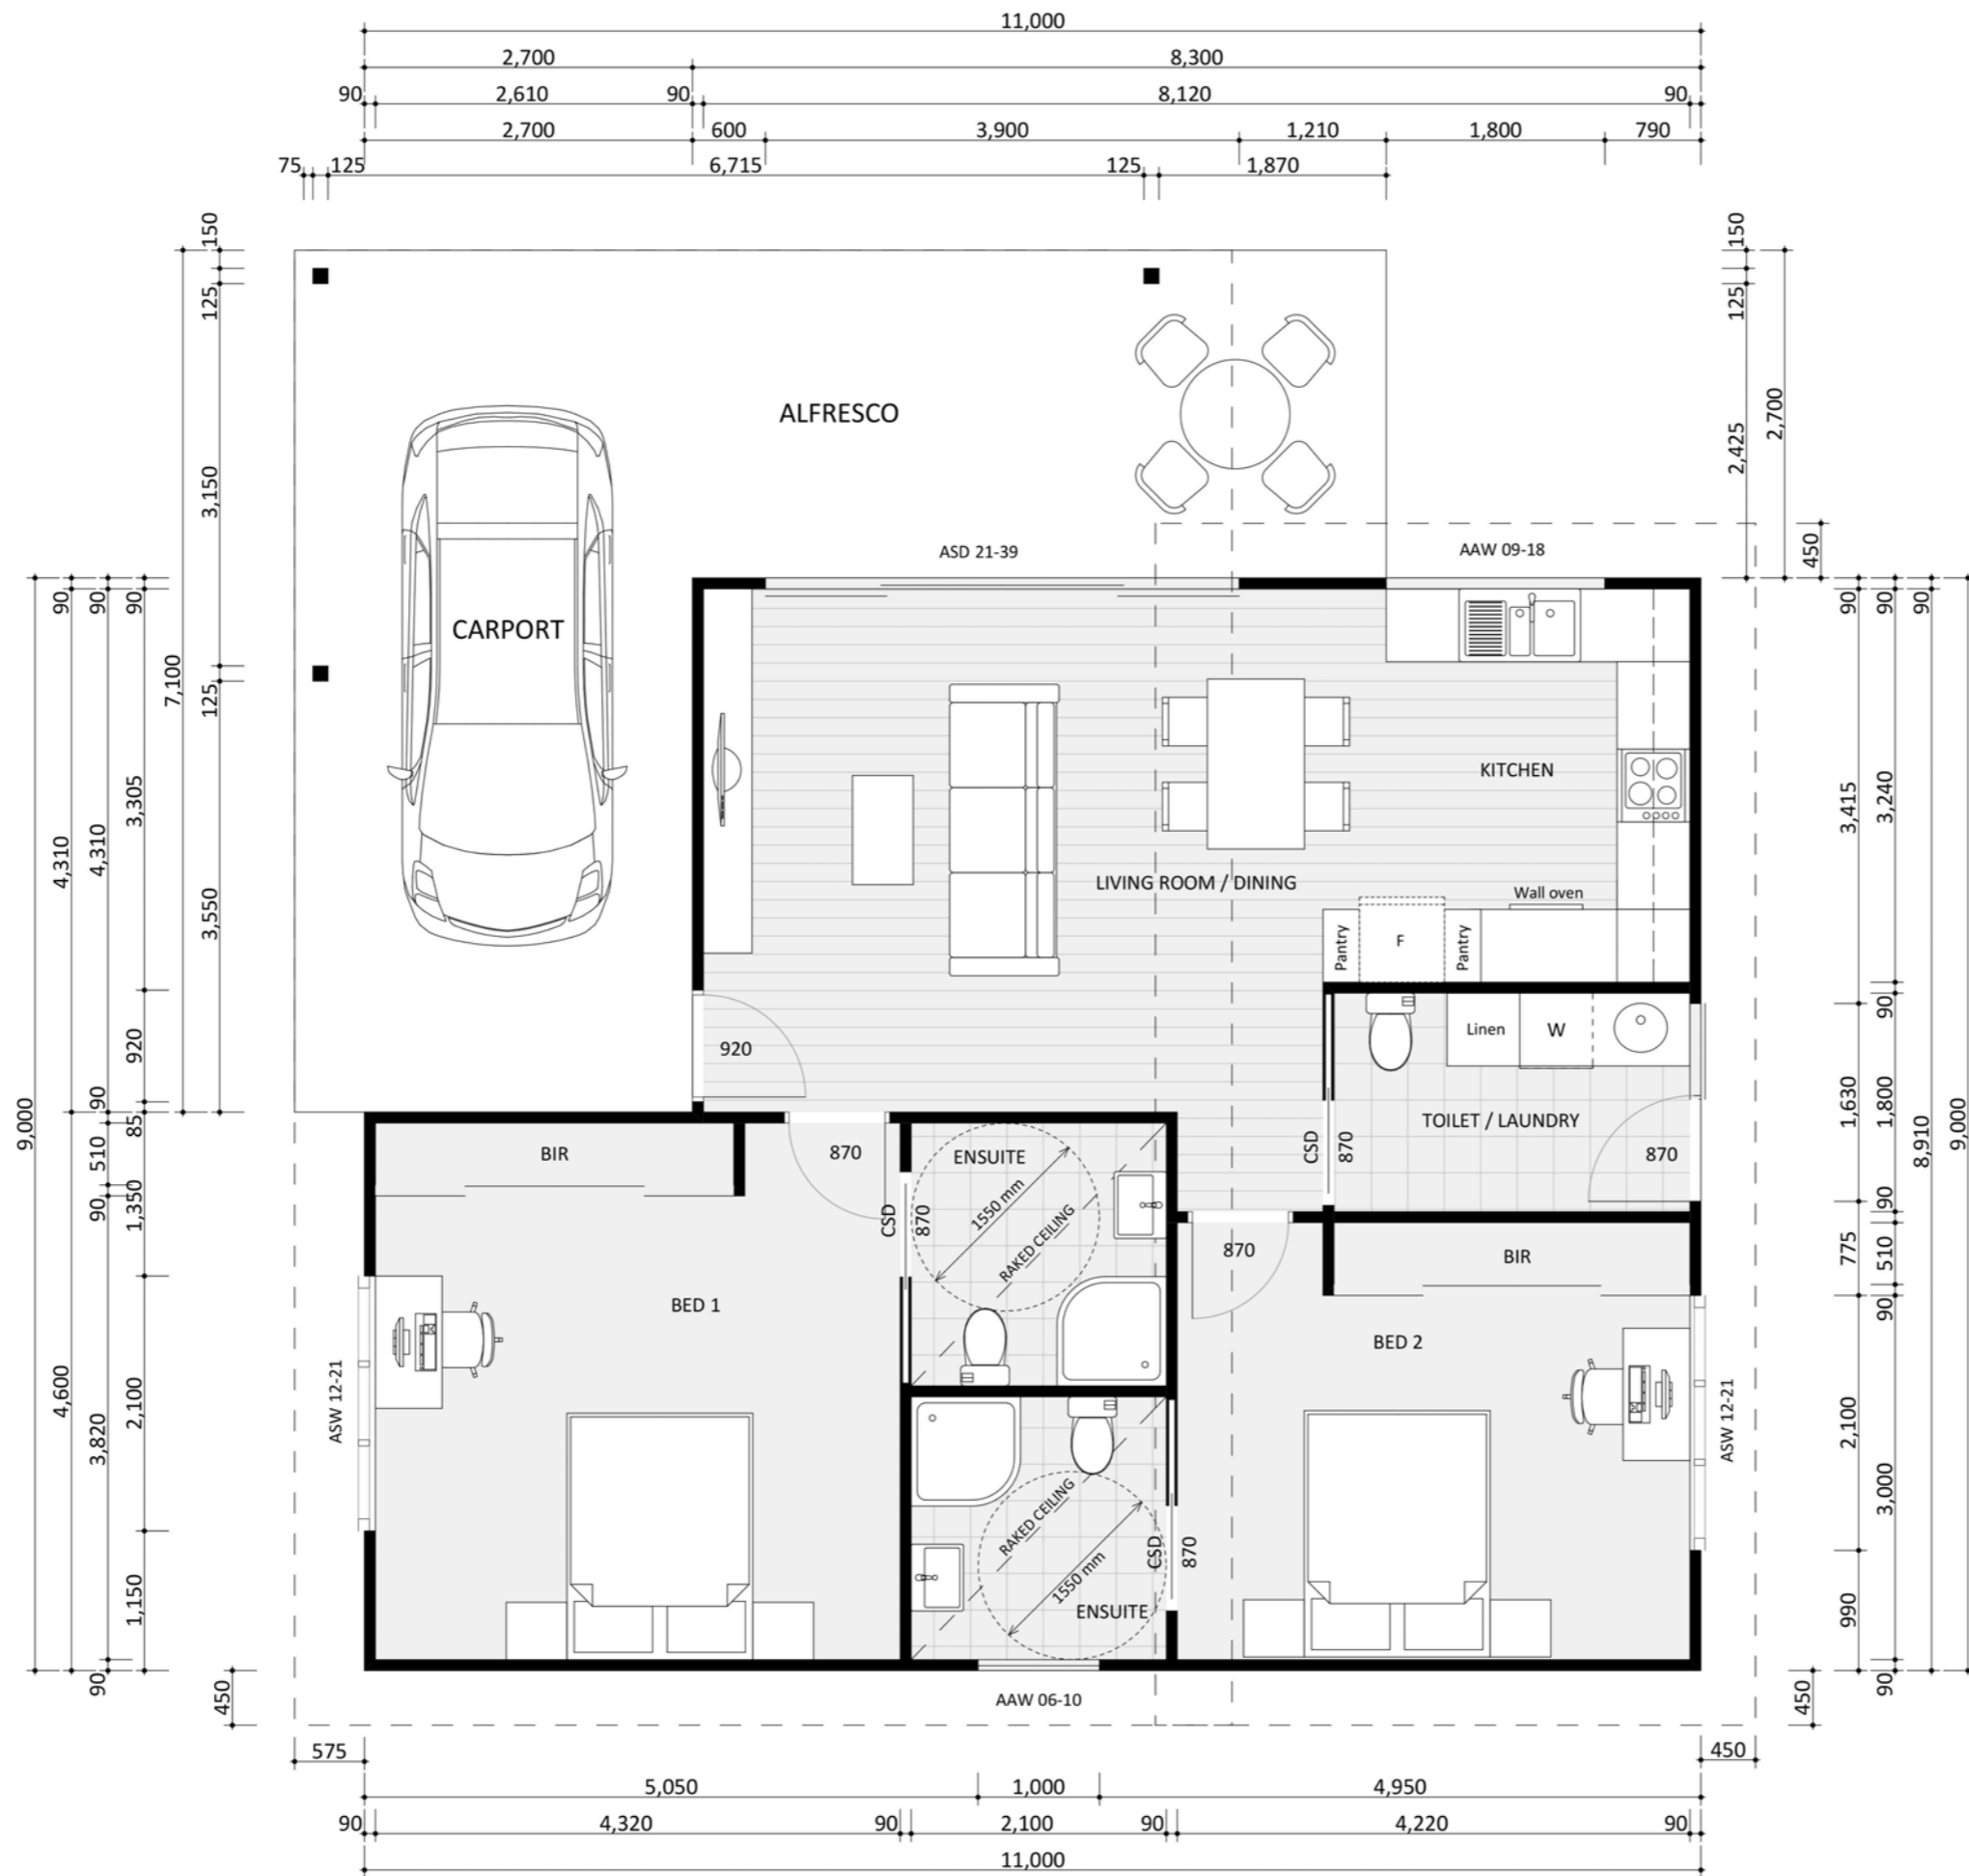 11,000
2,700 8,300
90 2,610 90 8,120 90
2,700 600 3,900 1,210 1,800 790
75 125 6,715 125 1,870
150
125
3,150
125
3,550
7,100
150
125
2,425
2,700
450
ALFRESCO
CARPORT
ASD 21-39
AAW 09-18
KITCHEN
LIVING ROOM / DINING
Wall oven
Pantry
F
Pantry
920
Linen
W
TOILET / LAUNDRY
CSD
870
870
BIR
870
ENSUITE
1550 mm
RAKED CEILING
CSD
870
BED 1
870
BIR
BED 2
RAKED CEILING
1550 mm
ENSUITE
CSD
870
ASW 12-21
ASW 12-21
AAW 06-10
9,000
90
4,310
4,600
90
4,310
90
510
90
3,820
90
90
3,305
920
85
1,350
2,100
1,150
450
90
3,415
1,630
775
2,100
990
90
3,240
90
1,800
90
510
90
3,000
90
90
8,910
9,000
450
575
450
5,050 1,000 4,950
90 4,320 90 2,100 90 4,220 90
11,000